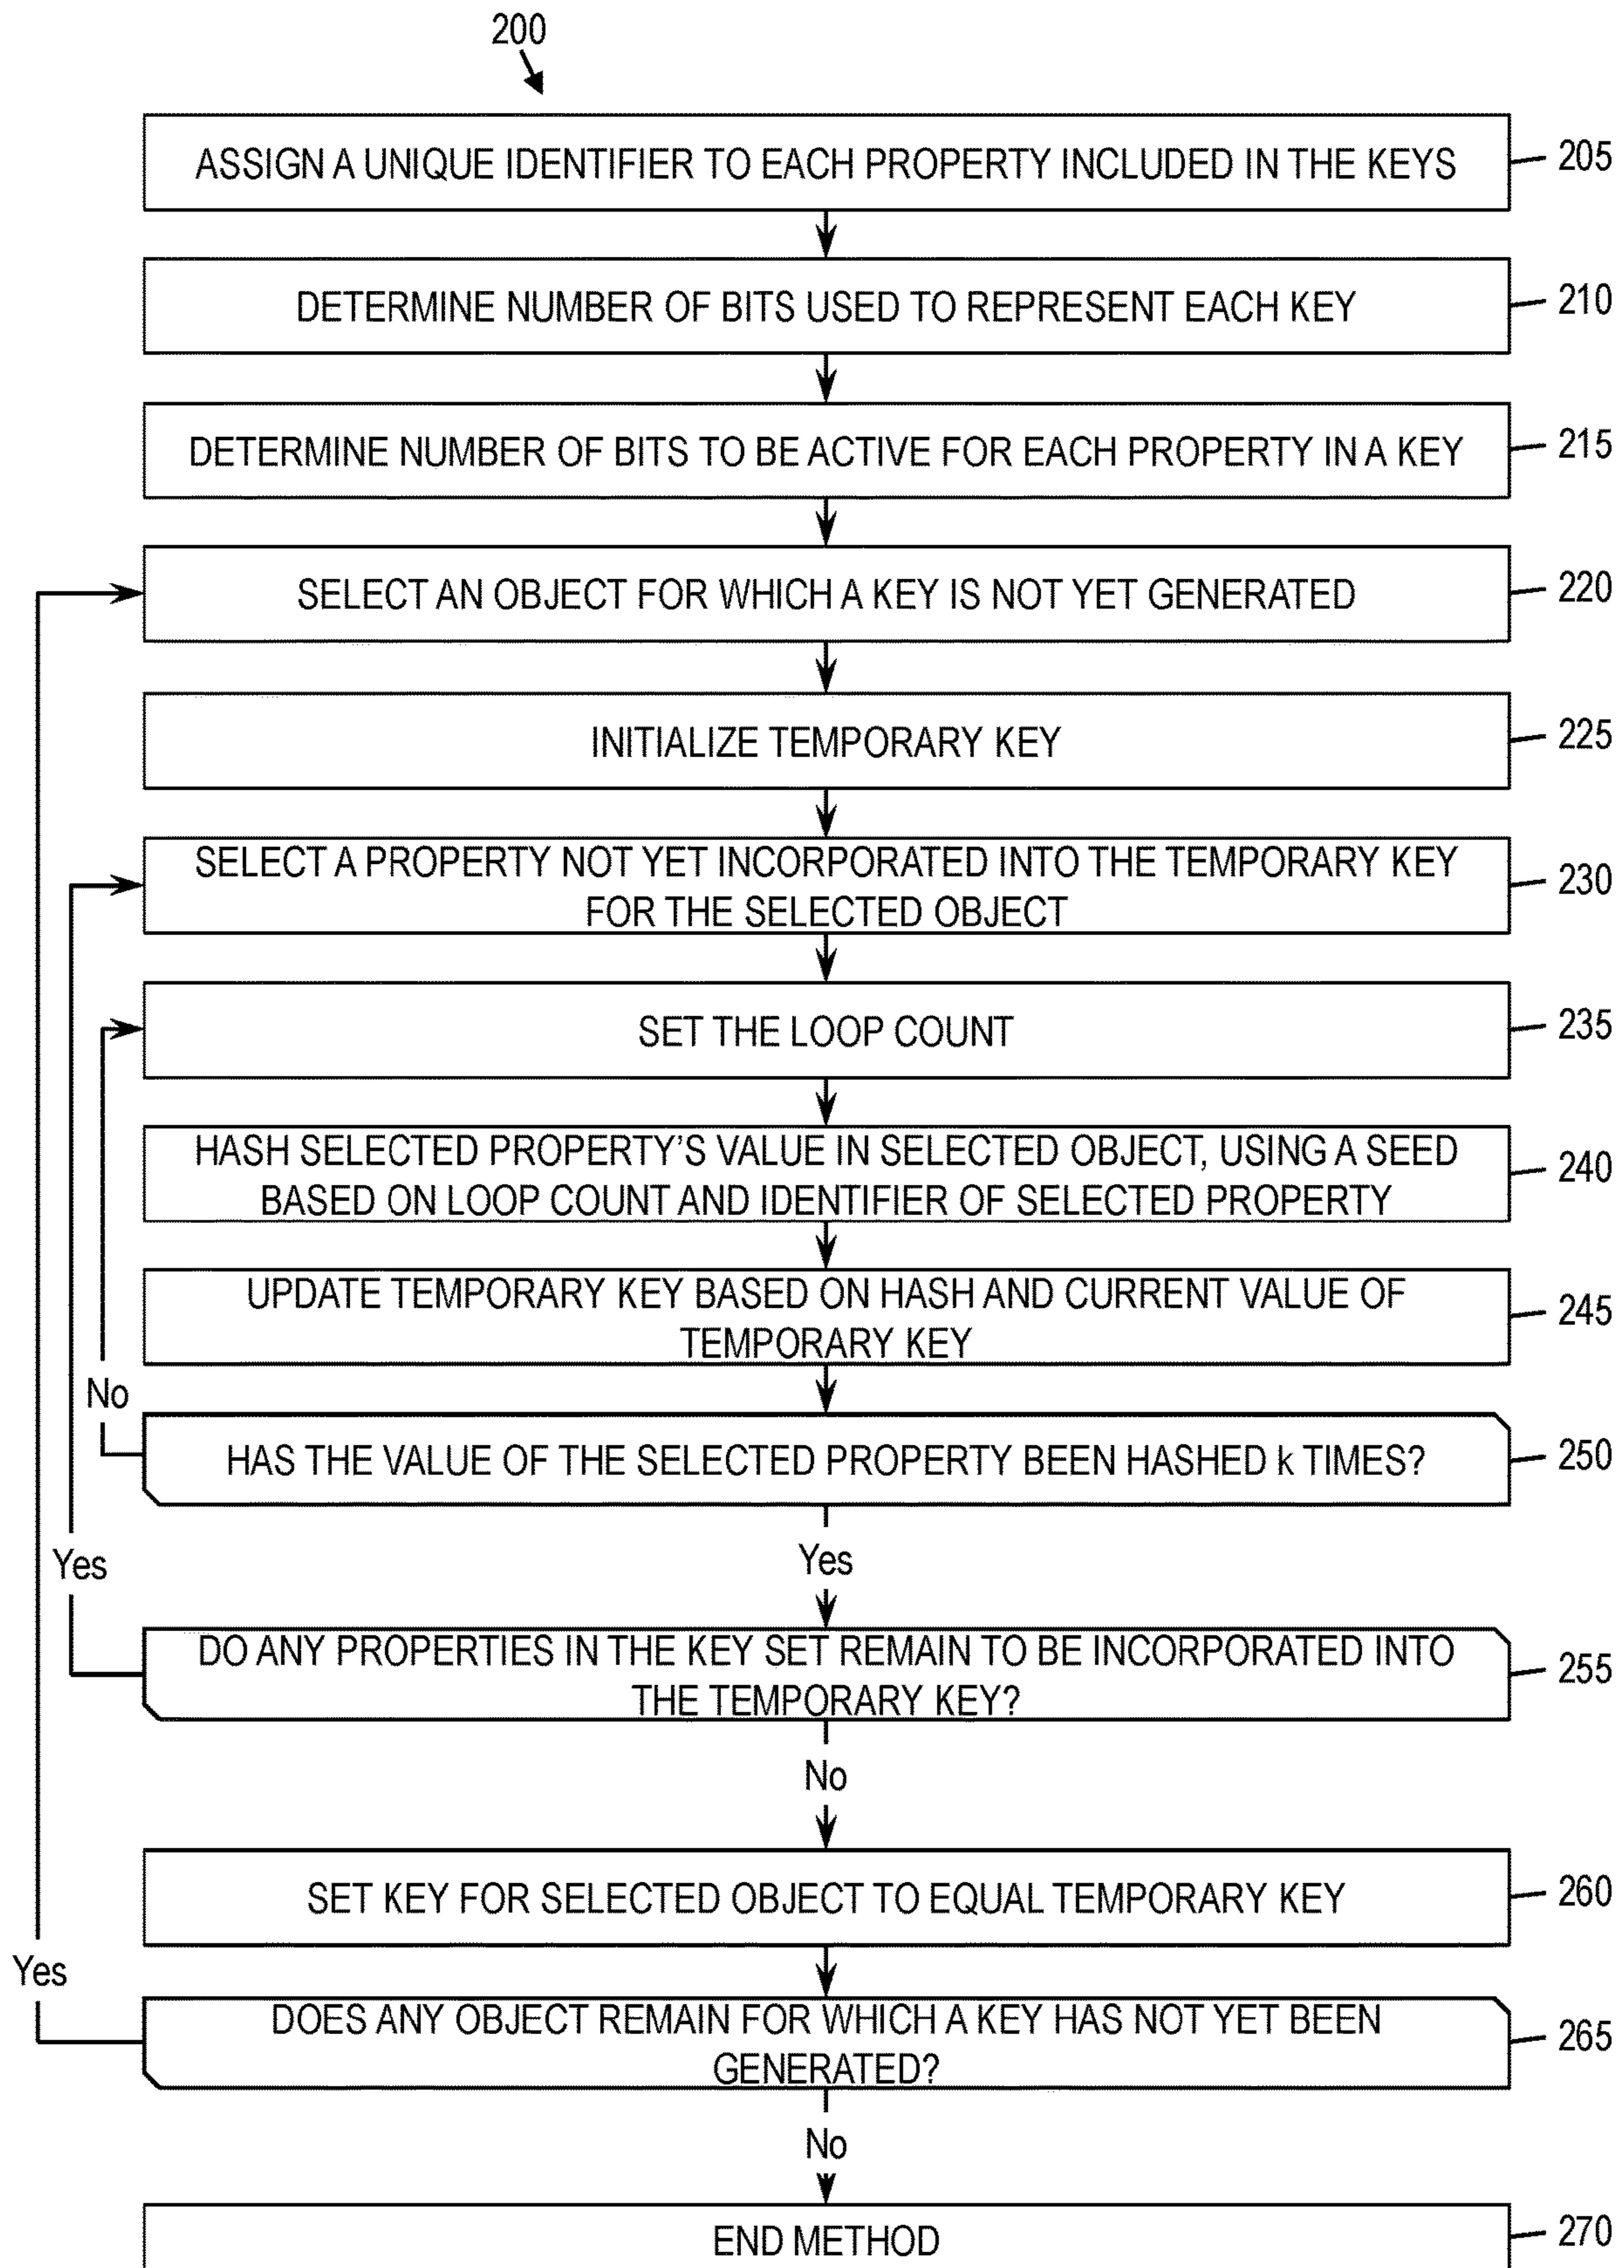 200
ASSIGN A UNIQUE IDENTIFIER TO EACH PROPERTY INCLUDED IN THE KEYS
205
DETERMINE NUMBER OF BITS USED TO REPRESENT EACH KEY
210
DETERMINE NUMBER OF BITS TO BE ACTIVE FOR EACH PROPERTY IN A KEY
215
SELECT AN OBJECT FOR WHICH A KEY IS NOT YET GENERATED
220
INITIALIZE TEMPORARY KEY
225
SELECT A PROPERTY NOT YET INCORPORATED INTO THE TEMPORARY KEY
FOR THE SELECTED OBJECT
230
SET THE LOOP COUNT
235
HASH SELECTED PROPERTY'S VALUE IN SELECTED OBJECT, USING A SEED
BASED ON LOOP COUNT AND IDENTIFIER OF SELECTED PROPERTY
240
UPDATE TEMPORARY KEY BASED ON HASH AND CURRENT VALUE OF
TEMPORARY KEY
245
No
HAS THE VALUE OF THE SELECTED PROPERTY BEEN HASHED k TIMES?
250
Yes
Yes
DO ANY PROPERTIES IN THE KEY SET REMAIN TO BE INCORPORATED INTO
THE TEMPORARY KEY?
255
No
SET KEY FOR SELECTED OBJECT TO EQUAL TEMPORARY KEY
260
Yes
DOES ANY OBJECT REMAIN FOR WHICH A KEY HAS NOT YET BEEN
GENERATED?
265
No
END METHOD
270